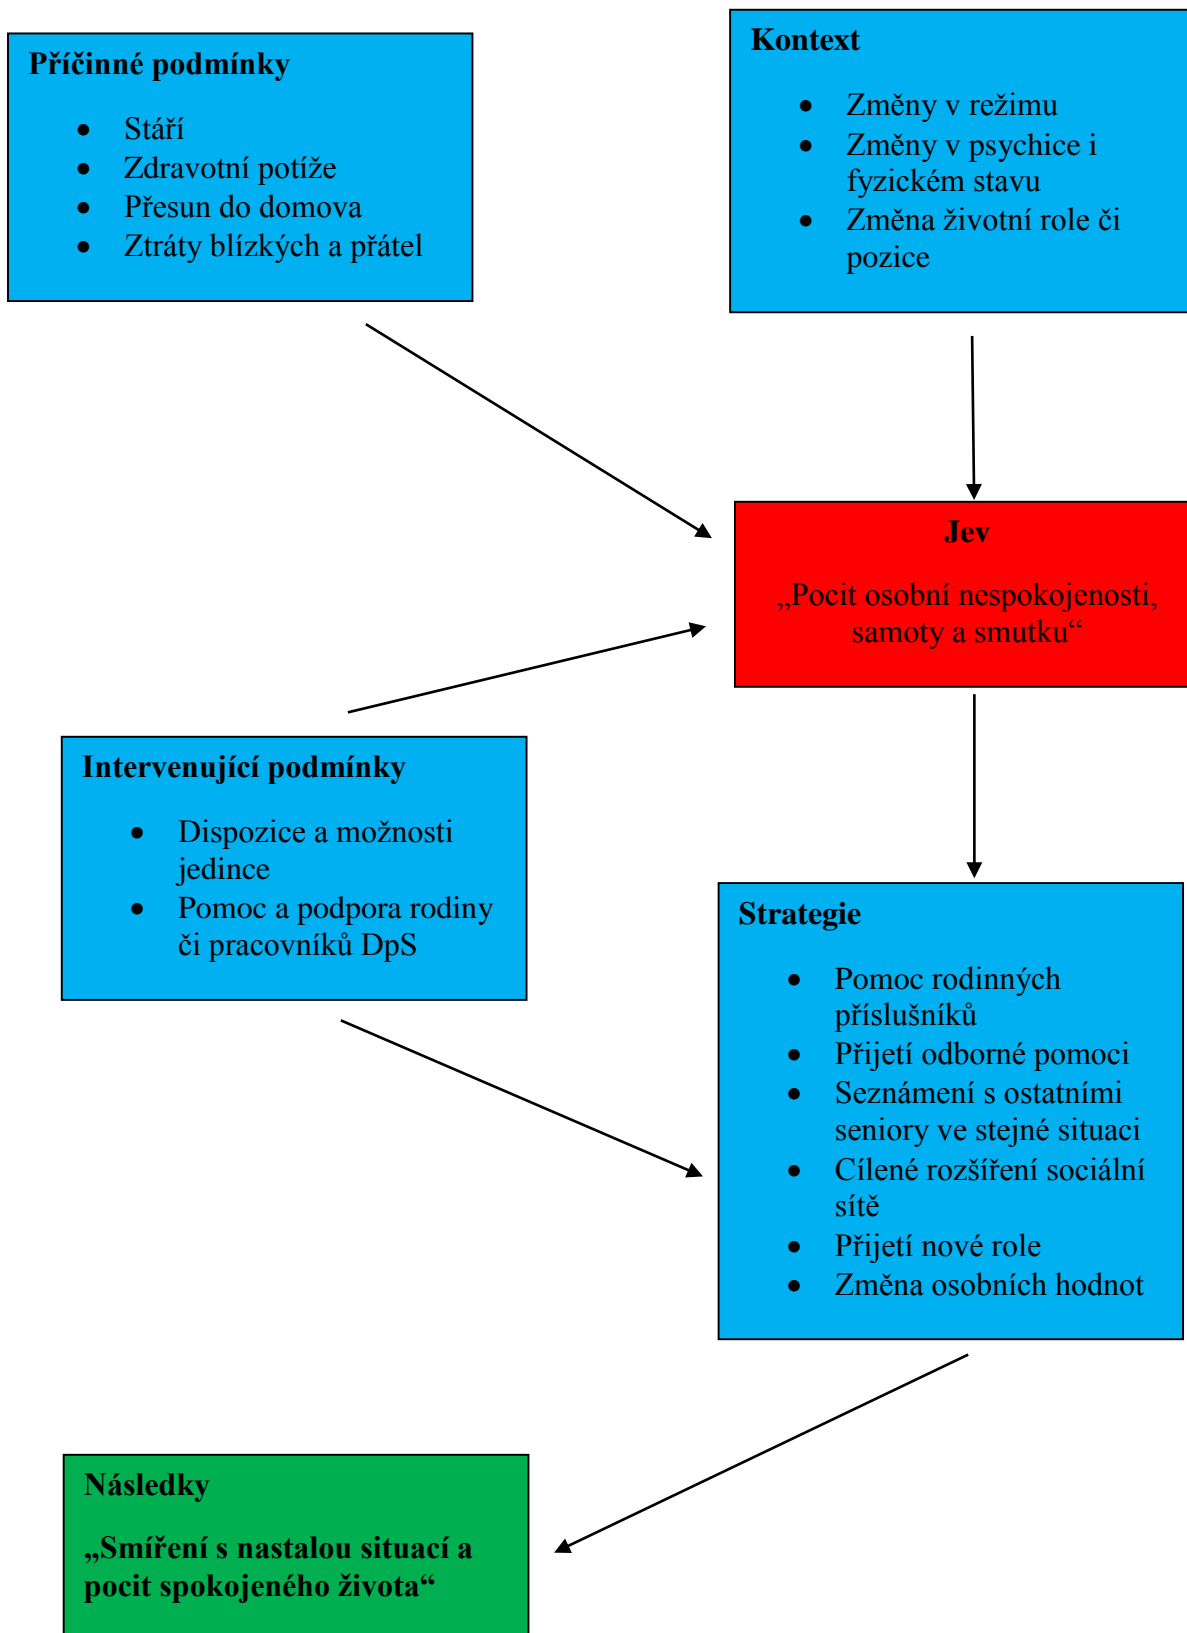 Příčinné podmínky
• Stáří
• Zdravotní potíže
• Přesun do domova
• Ztráty blízkých a přátel
Kontext
• Změny v režimu
• Změny v psychice i
fyzickém stavu
• Změna životní role či
pozice
Jev
„Pocit osobní nespokojenosti,
samoty a smutku“
Intervenující podmínky
• Dispozice a možnosti
jedince
• Pomoc a podpora rodiny
či pracovníků DpS
Strategie
• Pomoc rodinných
příslušníků
• Přijetí odborné pomoci
• Seznámení s ostatními
seniory ve stejné situaci
• Cílené rozšíření sociální
sítě
• Přijetí nové role
• Změna osobních hodnot
Následky
„Smíření s nastalou situací a
pocit spokojeného života“